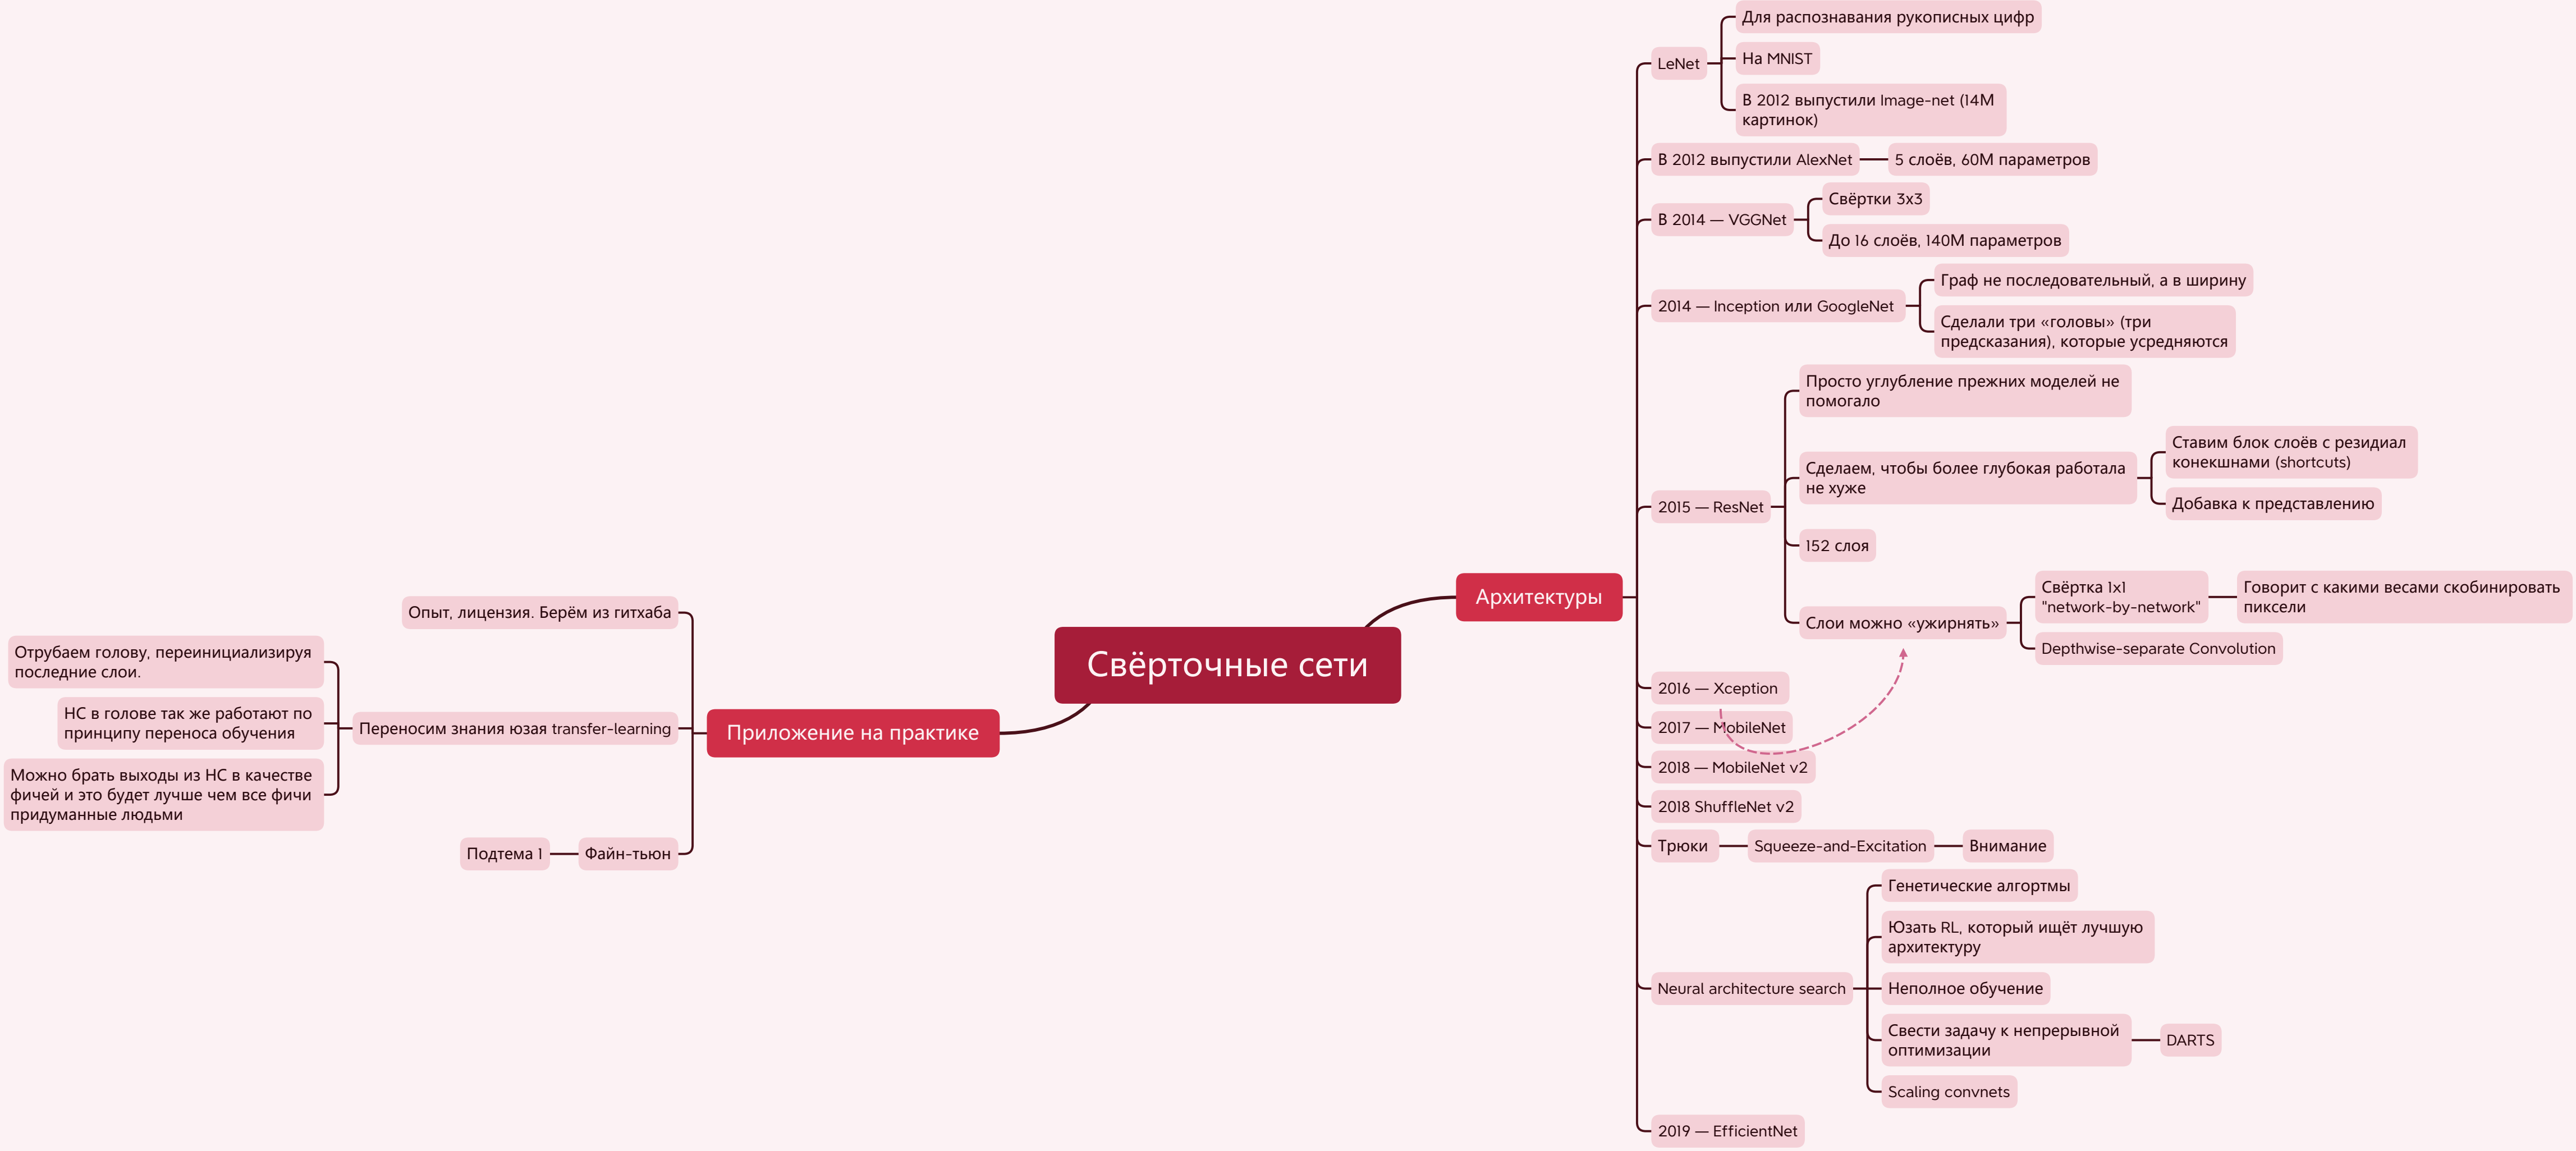 Свёрточные сети
Архитектуры
LeNet
Для распознавания рукописных цифр
На MNIST
В 2012 выпустили Image-net (14М
картинок)
В 2012 выпустили AlexNet
5 слоёв, 60М параметров
В 2014 — VGGNet
Свёртки 3х3
До 16 слоёв, 140М параметров
2014 — Inception или GoogleNet
Граф не последовательный, а в ширину
Сделали три «головы» (три
предсказания), которые усредняются
2015 — ResNet
Просто углубление прежних моделей не
помогало
Сделаем, чтобы более глубокая работала
не хуже
Ставим блок слоёв с резидиал
конекшнами (shortcuts)
Добавка к представлению
152 слоя
Слои можно «ужирнять»
Свёртка 1х1
"network-by-network"
Говорит с какими весами скобинировать
пиксели
Depthwise-separate Convolution
2016 — Xception
2017 — MobileNet
2018 — MobileNet v2
2018 ShuffleNet v2
Трюки
Squeeze-and-Excitation
Внимание
Neural architecture search
Генетические алгортмы
Юзать RL, который ищёт лучшую
архитектуру
Неполное обучение
Свести задачу к непрерывной
оптимизации
DARTS
Scaling convnets
2019 — EfficientNet
Приложение на практике
Опыт, лицензия. Берём из гитхаба
Переносим знания юзая transfer-learning
Отрубаем голову, переинициализируя
последние слои.
НС в голове так же работают по
принципу переноса обучения
Можно брать выходы из НС в качестве
фичей и это будет лучше чем все фичи
придуманные людьми
Файн-тьюн
Подтема 1